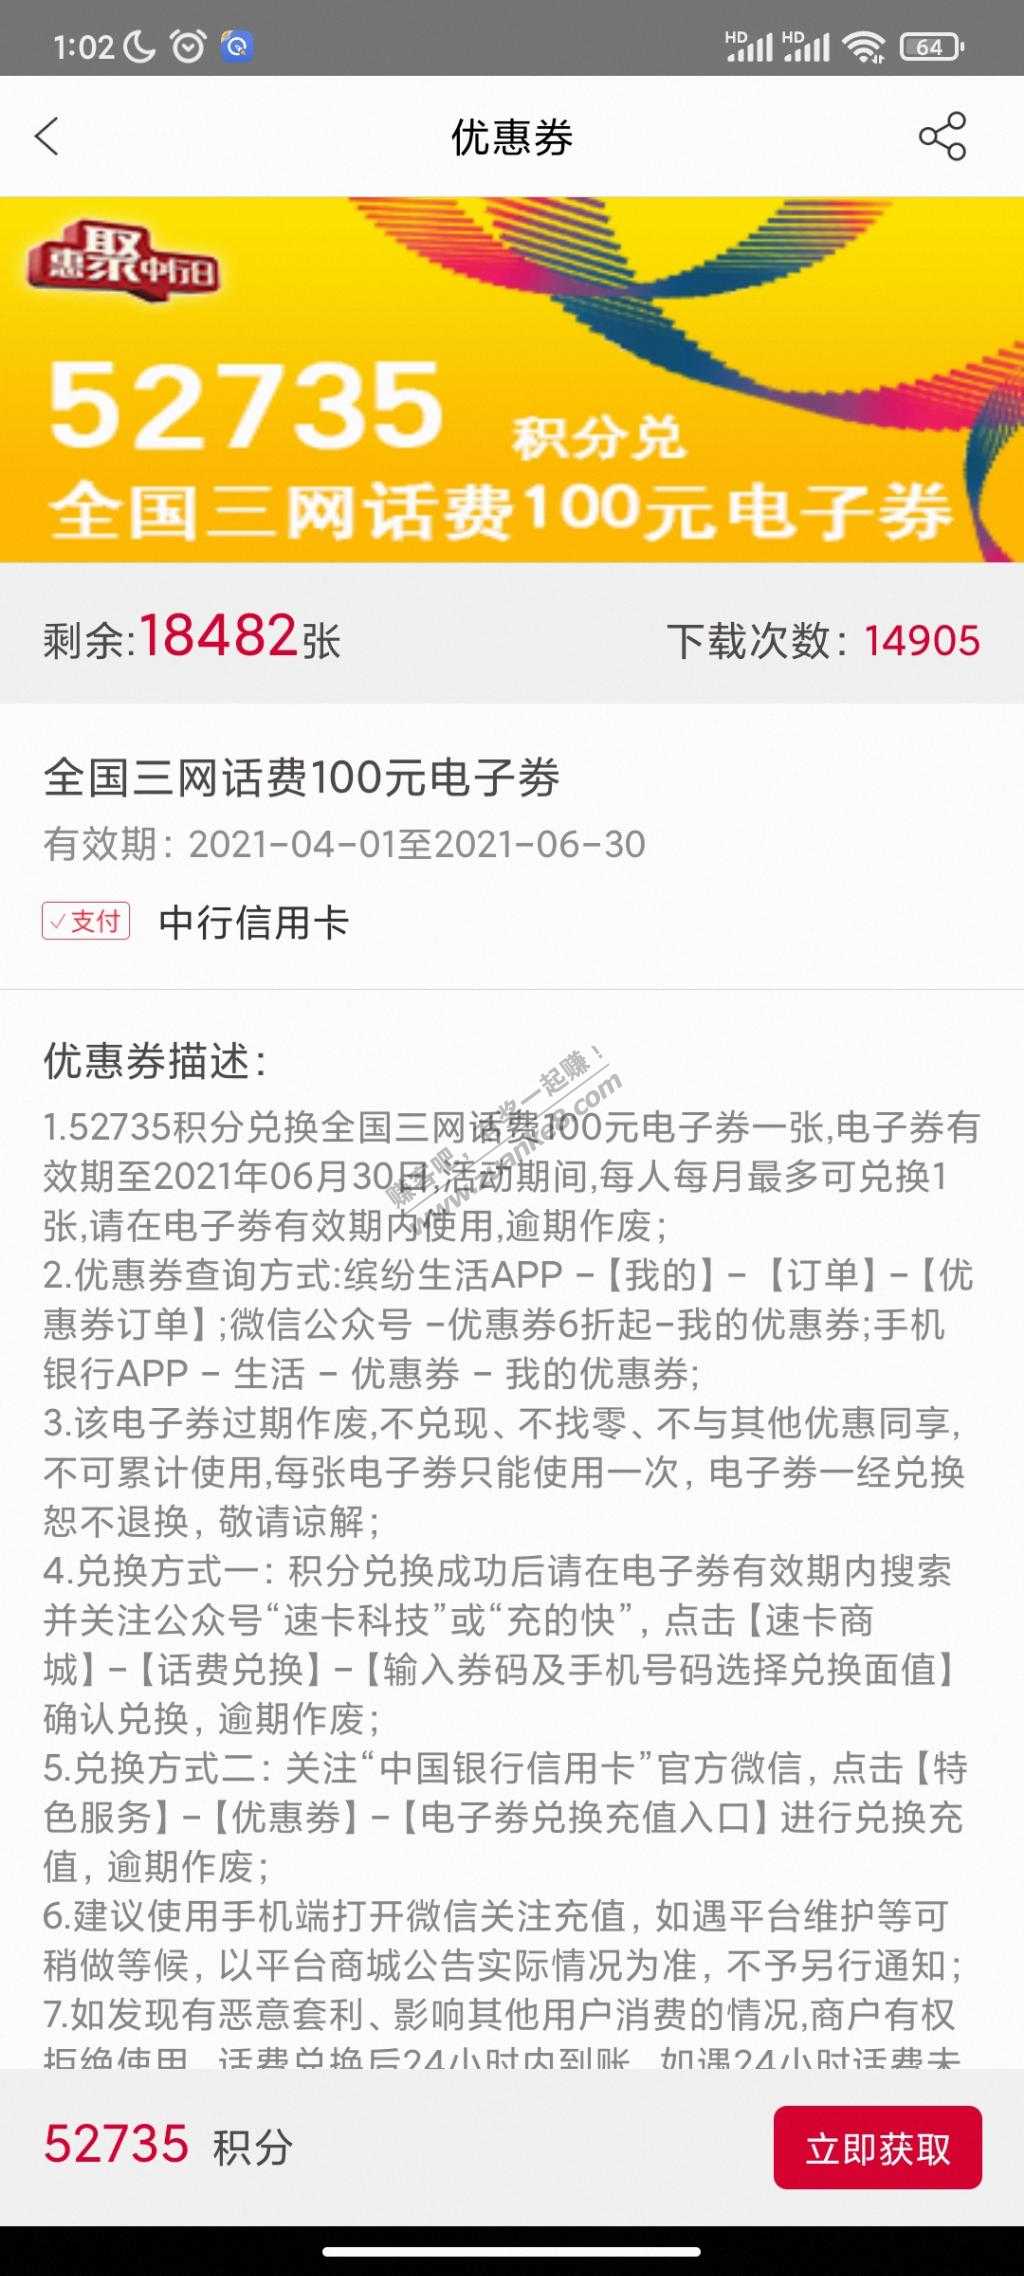 1:02
HD HD 64
优惠券
惠聚中行日
52735 积分兑
全国三网话费100元电子券
剩余:18482张 下载次数：14905
全国三网话费100元电子劵
有效期：2021-04-01至2021-06-30
支付 中行信用卡
优惠券描述：
1.52735积分兑换全国三网话费100元电子券一张,电子券有
效期至2021年06月30日,活动期间,每人每月最多可兑换1
张,请在电子劵有效期内使用,逾期作废；
2.优惠券查询方式:缤纷生活APP -【我的】-【订单】-【优
惠券订单】;微信公众号 -优惠券6折起-我的优惠券;手机
银行APP - 生活 - 优惠券 - 我的优惠券;
3.该电子券过期作废,不兑现、不找零、不与其他优惠同享,
不可累计使用,每张电子劵只能使用一次，电子劵一经兑换
恕不退换，敬请谅解；
4.兑换方式一：积分兑换成功后请在电子劵有效期内搜索
并关注公众号“速卡科技”或“充的快”，点击【速卡商
城】-【话费兑换】-【输入券码及手机号码选择兑换面值】
确认兑换，逾期作废；
5.兑换方式二：关注“中国银行信用卡”官方微信，点击【特
色服务】-【优惠劵】-【电子劵兑换充值入口】进行兑换充
值，逾期作废；
6.建议使用手机端打开微信关注充值，如遇平台维护等可
稍做等候，以平台商城公告实际情况为准，不予另行通知；
7.如发现有恶意套利、影响其他用户消费的情况,商户有权
拒绝使用，话费兑换后24小时内到账，如遇24小时话费未
52735 积分
立即获取